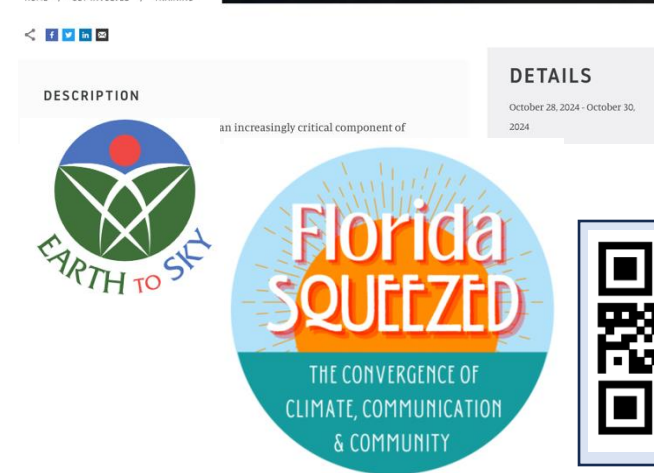 DESCRIPTION
an increasingly critical component of
DETAILS
October 28, 2024 - October 30,
2024
EARTH TO SKY
Florida
SQUEEZED
THE CONVERGENCE OF
CLIMATE, COMMUNICATION
& COMMUNITY